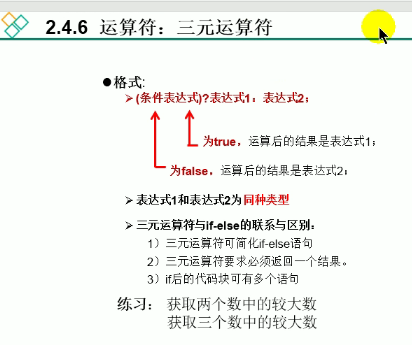 2.4.6 运算符：三元运算符
●格式:
➢(条件表达式)?表达式1：表达式2；
为true，运算后的结果是表达式1；
为false，运算后的结果是表达式2；
➢表达式1和表达式2为同种类型
➢三元运算符与if-else的联系与区别：
1）三元运算符可简化if-else语句
2）三元运算符要求必须返回一个结果。
3）if后的代码块可有多个语句
练习： 获取两个数中的较大数
获取三个数中的较大数